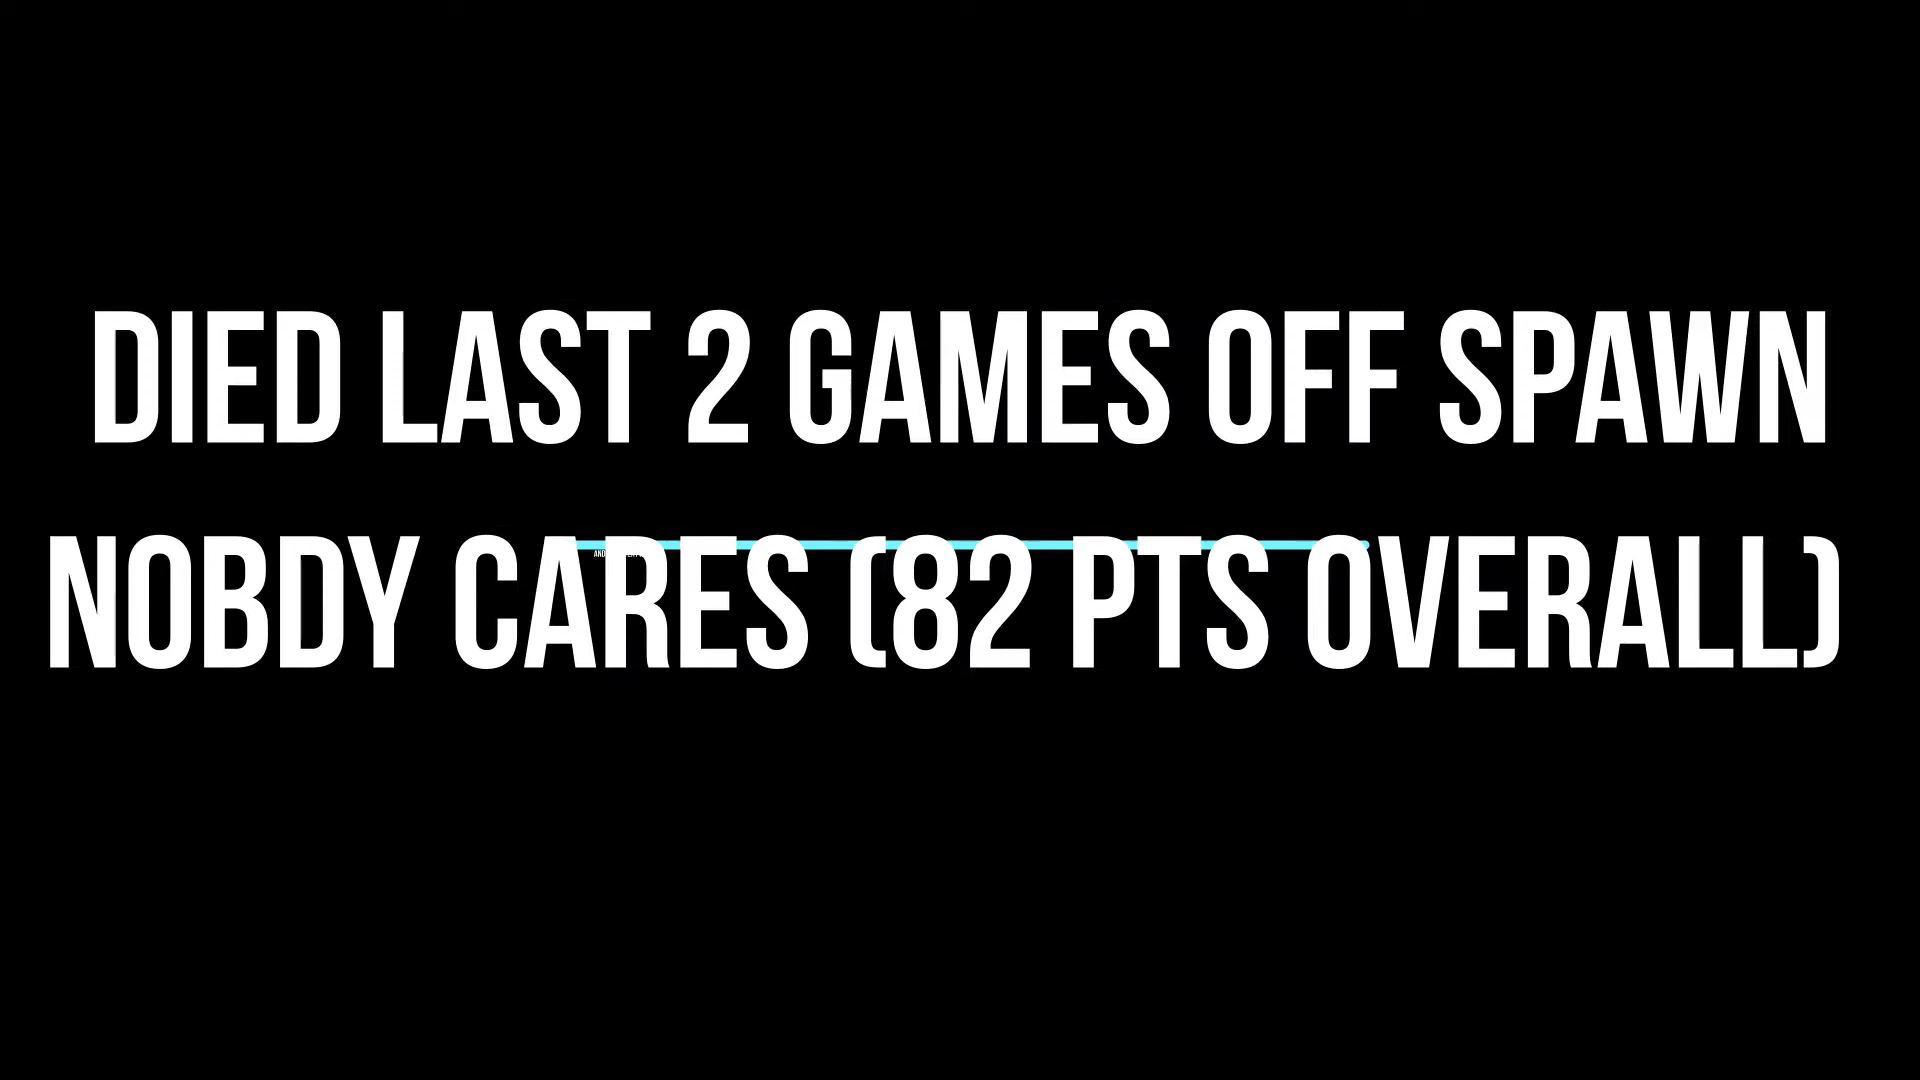 DIED LAST 2 GAMES OFF SPAWN
NOBDY CARES (82 PTS OVERALL)